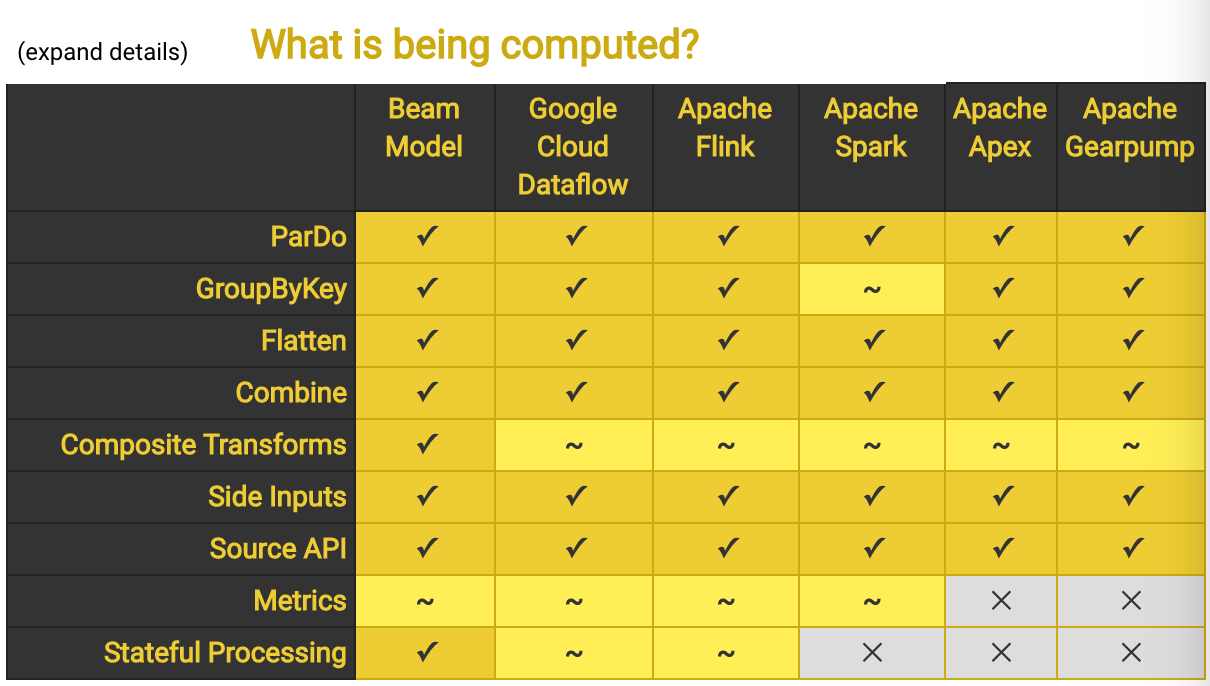 (expand details) What is being computed?
Beam Model Google Cloud Dataflow Apache Flink Apache Spark Apache Apex Apache Gearpump
ParDo ✓ ✓ ✓ ✓ ✓ ✓
GroupByKey ✓ ✓ ✓ ~ ✓ ✓
Flatten ✓ ✓ ✓ ✓ ✓ ✓
Combine ✓ ✓ ✓ ✓ ✓ ✓
Composite Transforms ✓ ~ ~ ~ ~ ~
Side Inputs ✓ ✓ ✓ ✓ ✓ ✓
Source API ✓ ✓ ✓ ✓ ✓ ✓
Metrics ~ ~ ~ ~ ✕ ✕
Stateful Processing ✓ ~ ~ ✕ ✕ ✕